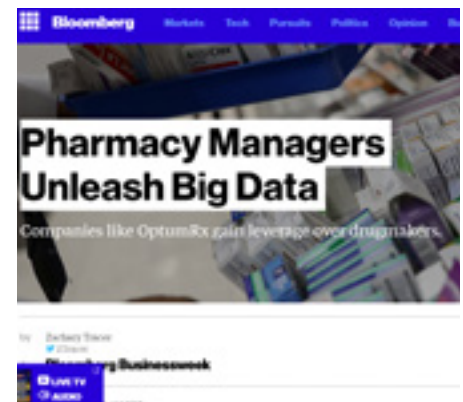 Bloomberg Markets Tech Pursuits Politics Opinion
Pharmacy Managers
Unleash Big Data
Companies like OptumRx gain leverage over drugmakers.
by Zachary Tracer
Bloomberg Businessweek
LIVE TV
AUDIO